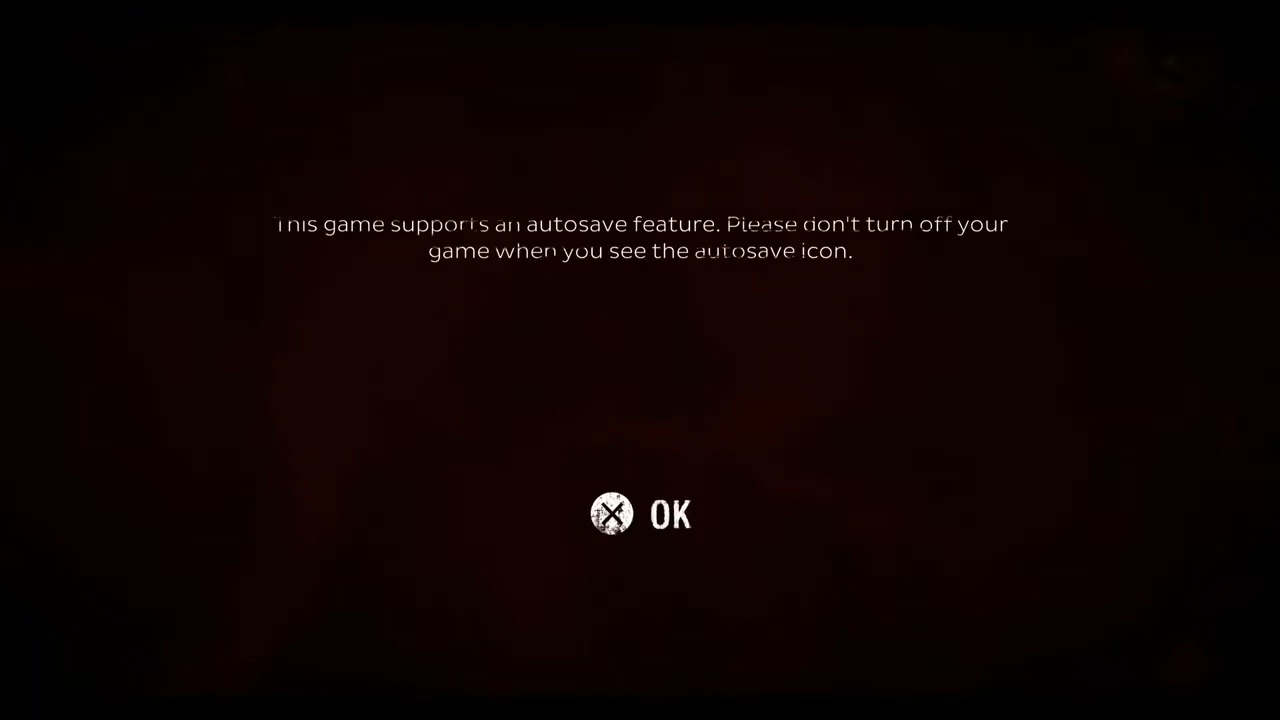 This game supports an autosave feature. Please don't turn off your
game when you see the autosave icon.
OK